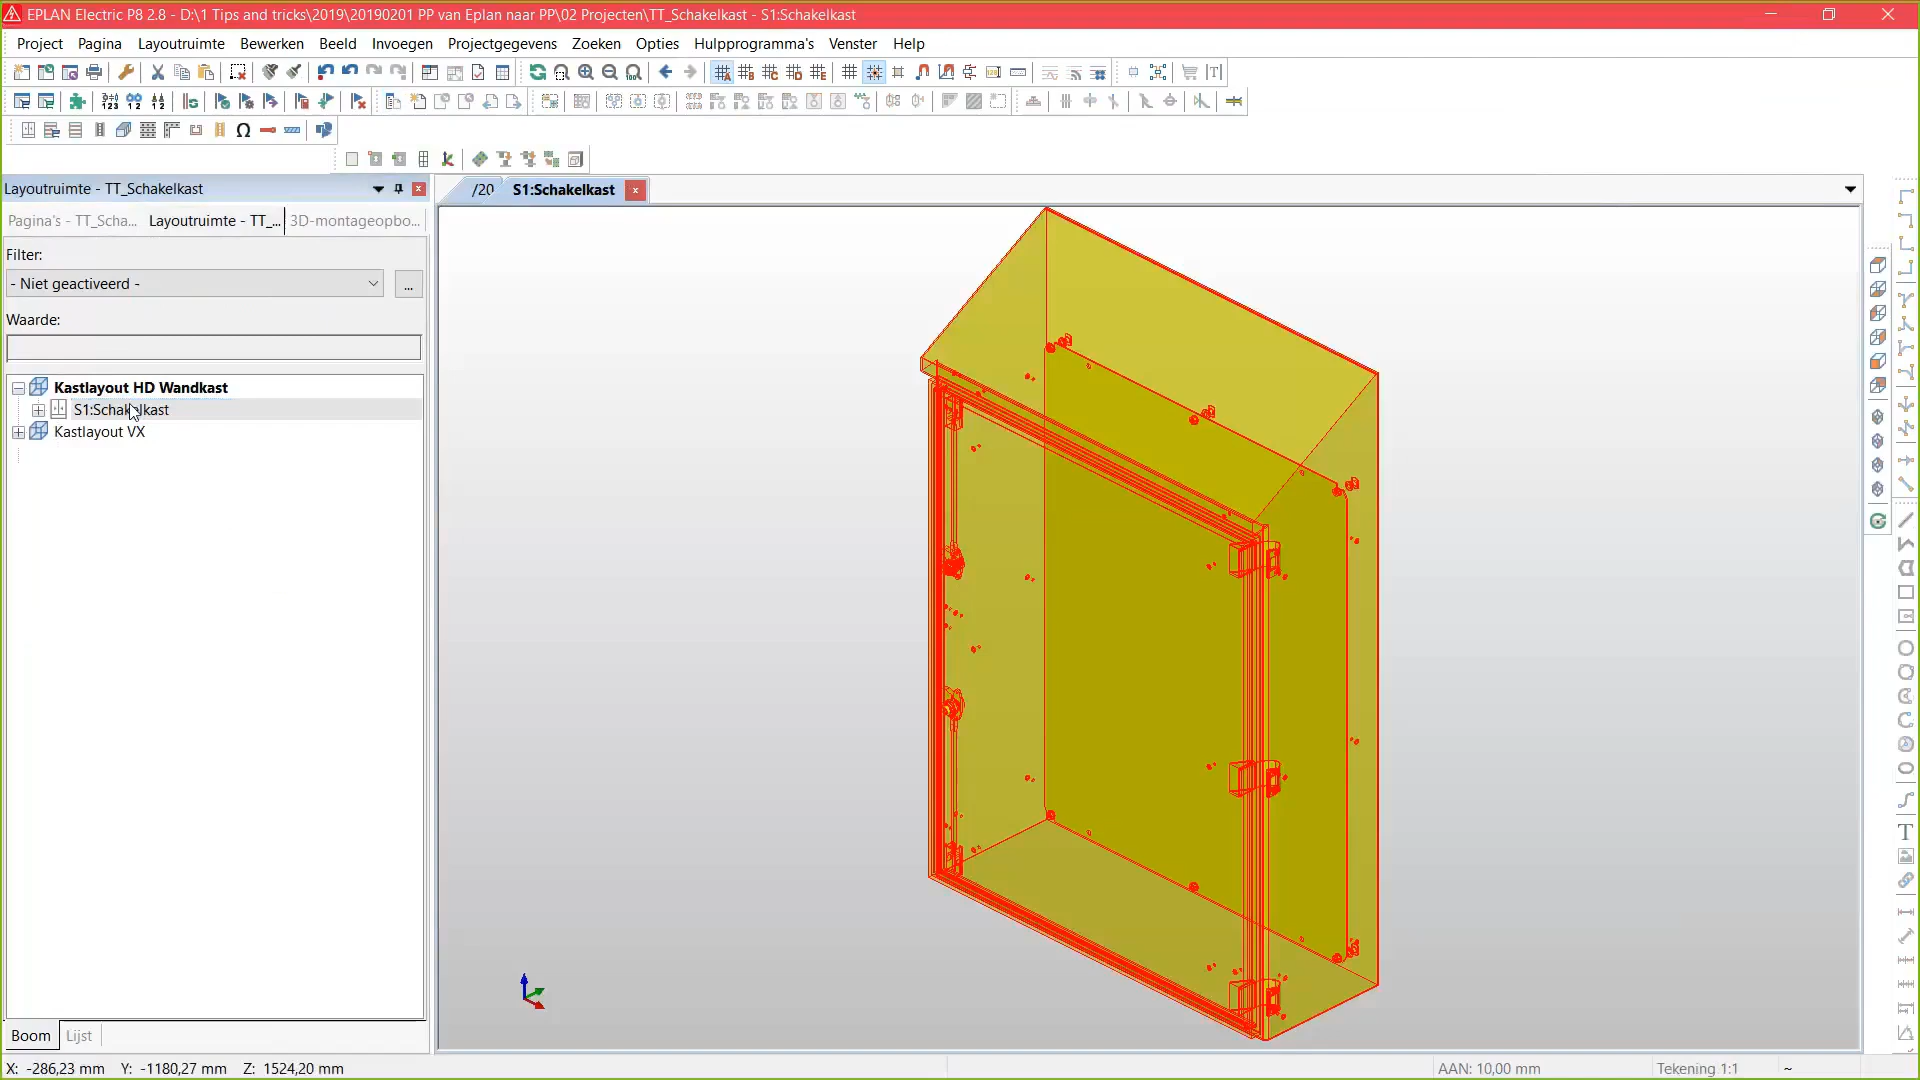 EPLAN Electric P8 2.8 - D:\1 Tips and tricks\2019\20190201 PP van Eplan naar PP\02 Projecten\TT_Schakelkast - S1:Schakelkast
Project Pagina Layoutruimte Bewerken Beeld Invoegen Projectgegevens Zoeken Opties Hulpprogramma's Venster Help
Layoutruimte - TT_Schakelkast
/20 S1:Schakelkast
Pagina's - TT_Scha... Layoutruimte - TT_... 3D-montageopbo...
Filter:
- Niet geactiveerd -
...
Waarde:
Kastlayout HD Wandkast
S1:Schakelkast
Kastlayout VX
Boom Lijst
X: -286,23 mm Y: -1180,27 mm Z: 1524,20 mm
AAN: 10,00 mm Tekening 1:1 ~